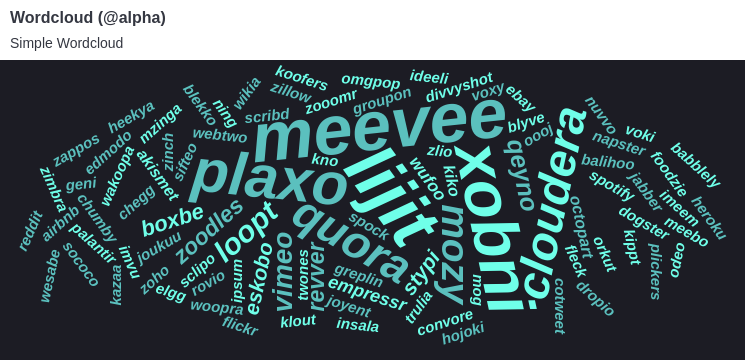 Wordcloud (@alpha)
Simple Wordcloud
koofers
omgpop
ideeli
divvyshot
wikia
zillow
zooomr
groupon
voxy
ebay
blekko
ning
scribd
meevee
blyve
oooj
nuvvo
napster
voki
babblely
heekya
mzinga
webtwo
zappos
edmodo
zinch
sifteo
akismet
wakoopa
kno
zlio
qeyno
balihoo
foodzie
jabber
spotify
geni
zimbra
plaxo
ljijit
wufoo
kiko
xobni
cloudera
imeem
heroku
chegg
chumby
airbnb
reddit
boxbe
zoodles
loopt
quora
spock
mozy
octopart
dogster
meebo
palantir
joukuu
imvu
sococo
wesabe
kazaa
zoho
sclipo
rovio
elgg
ipsum
eskobo
vimeo
twones
revver
greplin
empressr
stypi
orkut
kippt
fleck
plickers
odeo
woopra
flickr
klout
joyent
insala
trulia
mog
convore
hojoki
cotweet
dropio